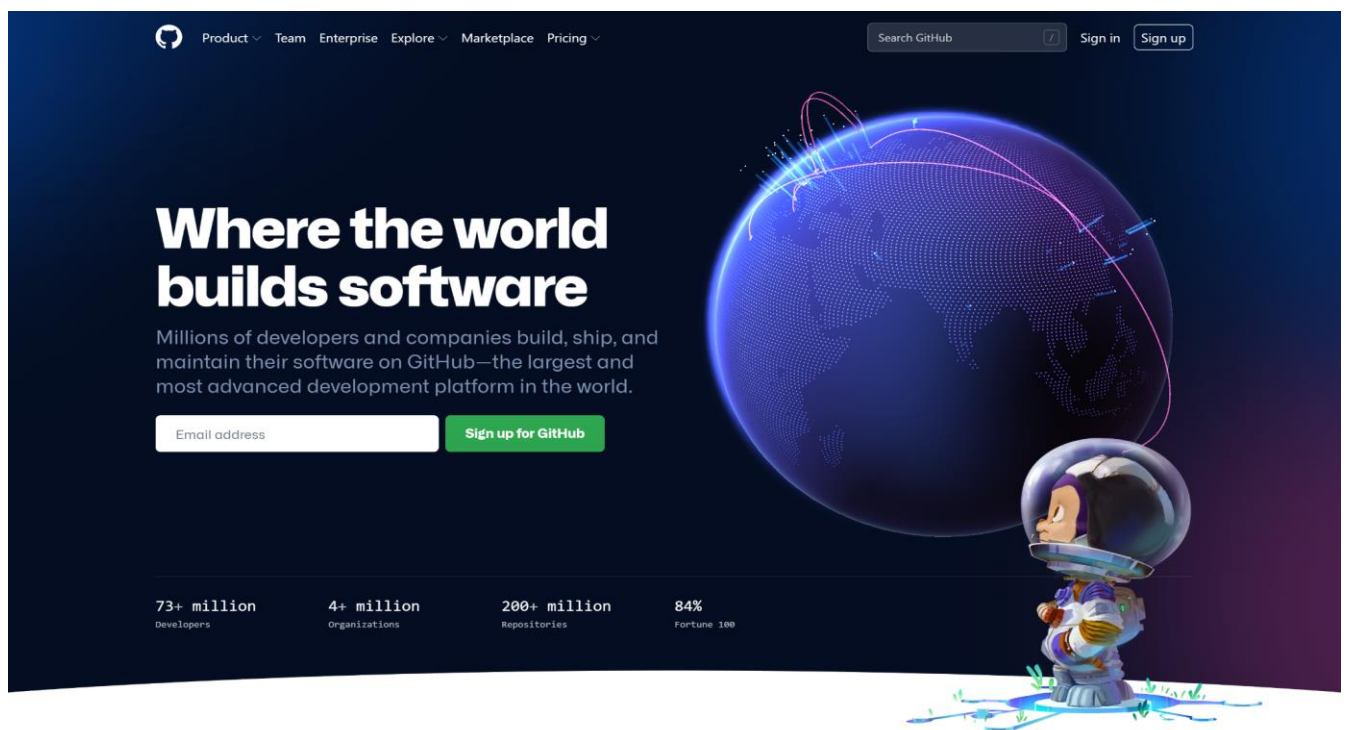 Product Team Enterprise Explore Marketplace Pricing
Search GitHub / Sign in Sign up
Where the world
builds software
Millions of developers and companies build, ship, and
maintain their software on GitHub—the largest and
most advanced development platform in the world.
Email address Sign up for GitHub
73+ million 4+ million 200+ million 84%
Developers Organizations Repositories Fortune 100